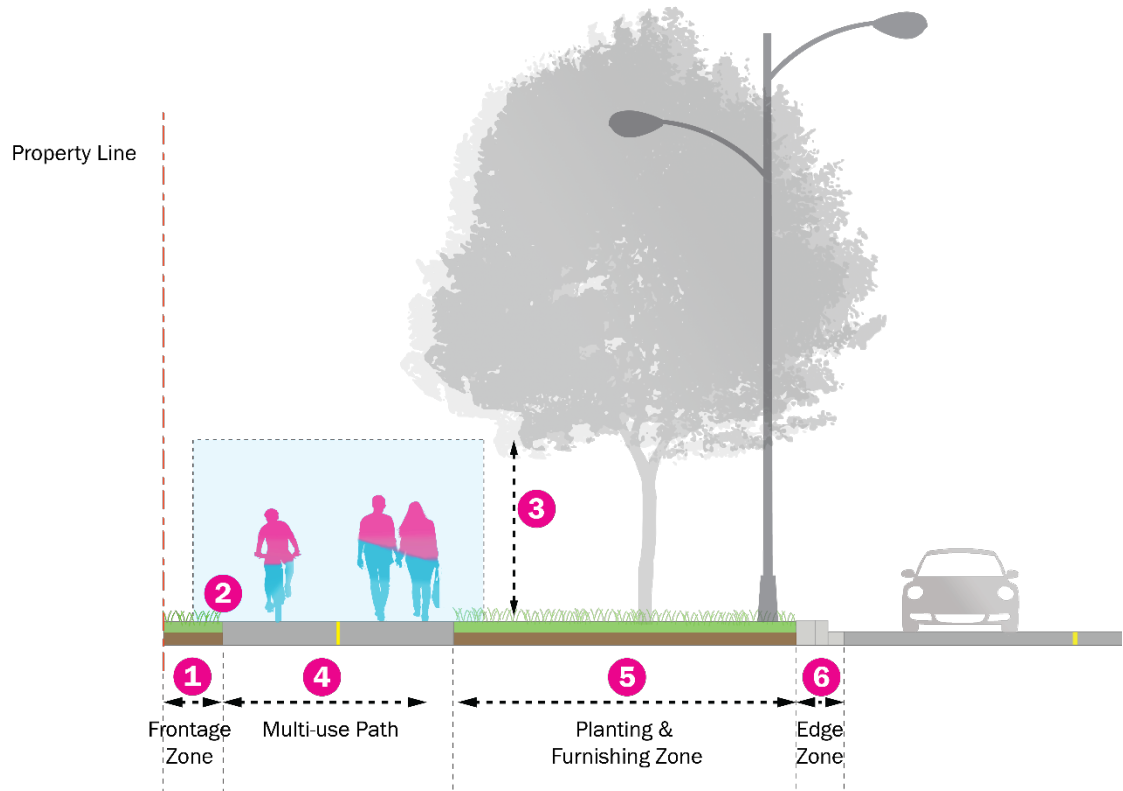 Property Line
3
2
1
4
5
6
Frontage
Zone
Multi-use Path
Planting &
Furnishing Zone
Edge
Zone